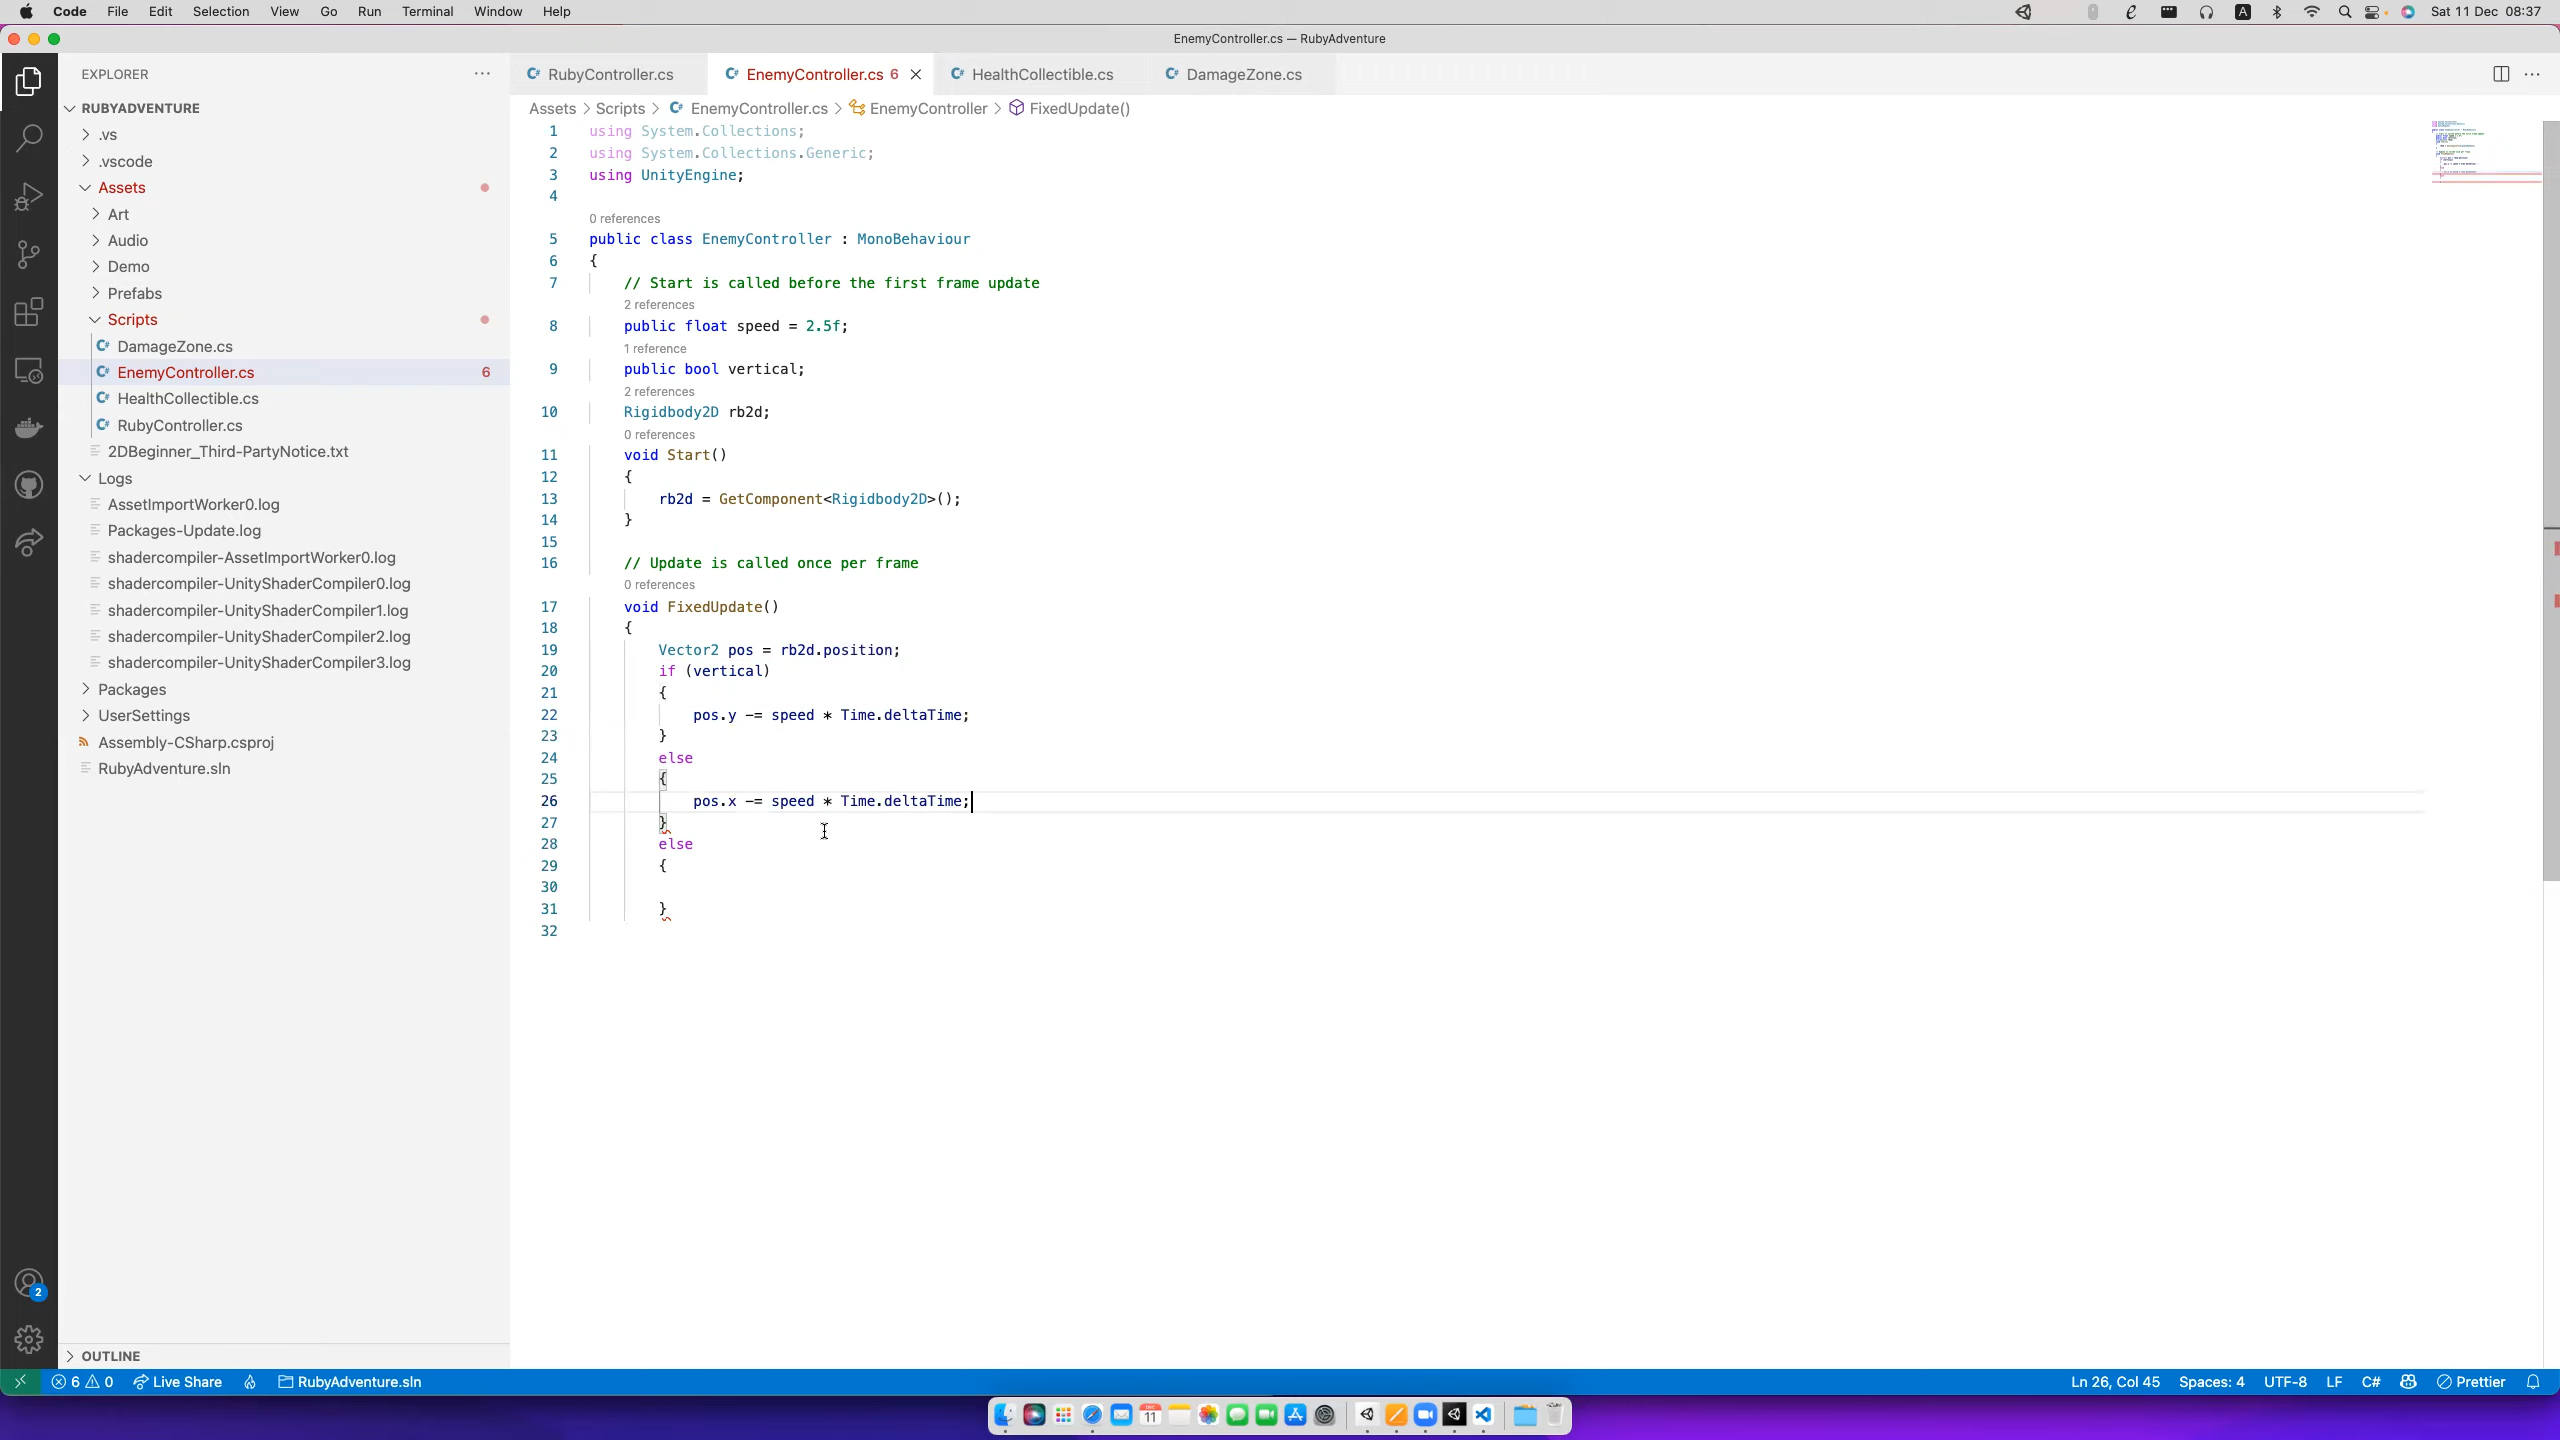 Code File Edit Selection View Go Run Terminal Window Help A Sat 11 Dec 08:37
EnemyController.cs — RubyAdventure
EXPLORER ···
RUBYADVENTURE
.vs
.vscode
Assets
Art
Audio
Demo
Prefabs
Scripts
C# DamageZone.cs
C# EnemyController.cs 6
C# HealthCollectible.cs
C# RubyController.cs
2DBeginner_Third-PartyNotice.txt
Logs
AssetImportWorker0.log
Packages-Update.log
shadercompiler-AssetImportWorker0.log
shadercompiler-UnityShaderCompiler0.log
shadercompiler-UnityShaderCompiler1.log
shadercompiler-UnityShaderCompiler2.log
shadercompiler-UnityShaderCompiler3.log
Packages
UserSettings
Assembly-CSharp.csproj
RubyAdventure.sln
OUTLINE
2
C# RubyController.cs C# EnemyController.cs 6 C# HealthCollectible.cs C# DamageZone.cs
Assets > Scripts > C# EnemyController.cs > EnemyController > FixedUpdate()
1 using System.Collections;
2 using System.Collections.Generic;
3 using UnityEngine;
4
0 references
5 public class EnemyController : MonoBehaviour
6 {
7 // Start is called before the first frame update
2 references
8 public float speed = 2.5f;
1 reference
9 public bool vertical;
2 references
10 Rigidbody2D rb2d;
0 references
11 void Start()
12 {
13 rb2d = GetComponent<Rigidbody2D>();
14 }
15
16 // Update is called once per frame
0 references
17 void FixedUpdate()
18 {
19 Vector2 pos = rb2d.position;
20 if (vertical)
21 {
22 pos.y -= speed * Time.deltaTime;
23 }
24 else
25 {
26 pos.x -= speed * Time.deltaTime;
27 }
28 else
29 {
30
31 }
32
6 0 Live Share RubyAdventure.sln Ln 26, Col 45 Spaces: 4 UTF-8 LF C# Prettier
DEC
11